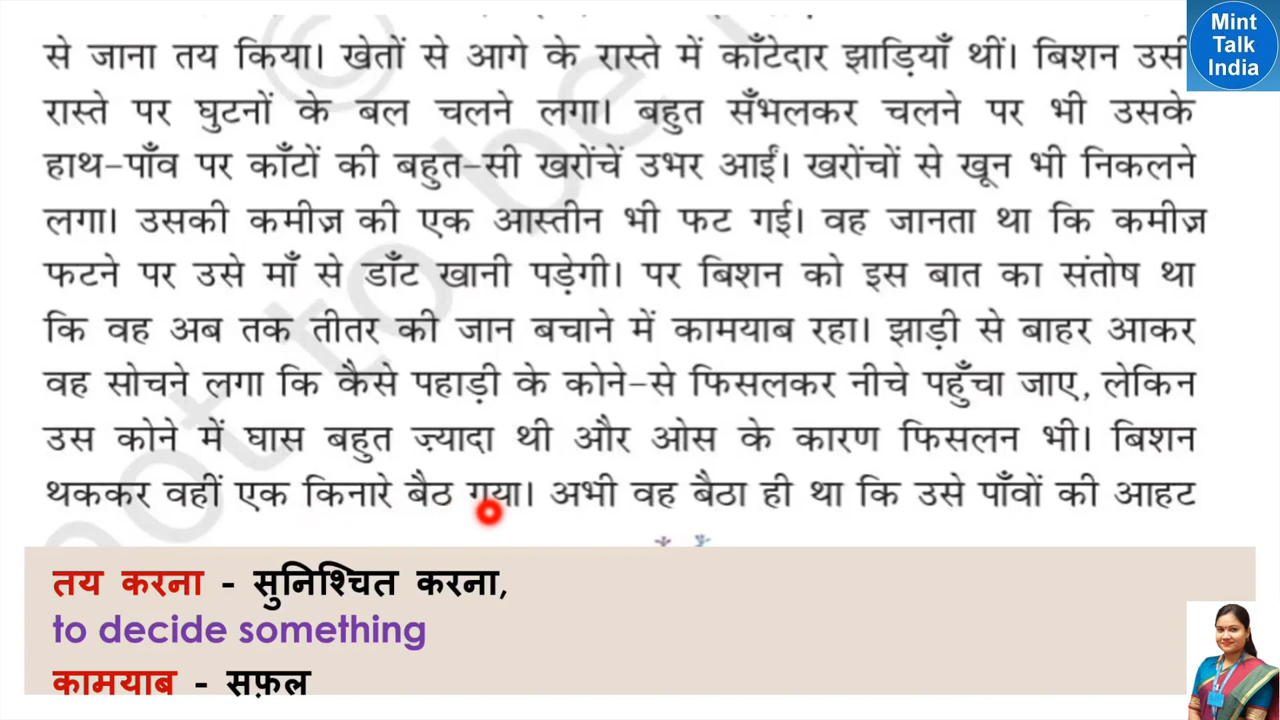 से जाना तय किया। खेतों से आगे के रास्ते में काँटेदार झाड़ियाँ थीं। बिशन उसी
रास्ते पर घुटनों के बल चलने लगा। बहुत सँभलकर चलने पर भी उसके
हाथ-पाँव पर काँटों की बहुत-सी खरोंचें उभर आईं। खरोंचों से खून भी निकलने
लगा। उसकी कमीज़ की एक आस्तीन भी फट गई। वह जानता था कि कमीज़
फटने पर उसे माँ से डाँट खानी पड़ेगी। पर बिशन को इस बात का संतोष था
कि वह अब तक तीतर की जान बचाने में कामयाब रहा। झाड़ी से बाहर आकर
वह सोचने लगा कि कैसे पहाड़ी के कोने-से फिसलकर नीचे पहुँचा जाए, लेकिन
उस कोने में घास बहुत ज़्यादा थी और ओस के कारण फिसलन भी। बिशन
थककर वहीं एक किनारे बैठ गया। अभी वह बैठा ही था कि उसे पाँवों की आहट
तय करना - सुनिश्चित करना,
to decide something
कामयाब - सफ़ल
Mint
Talk
India
not to be